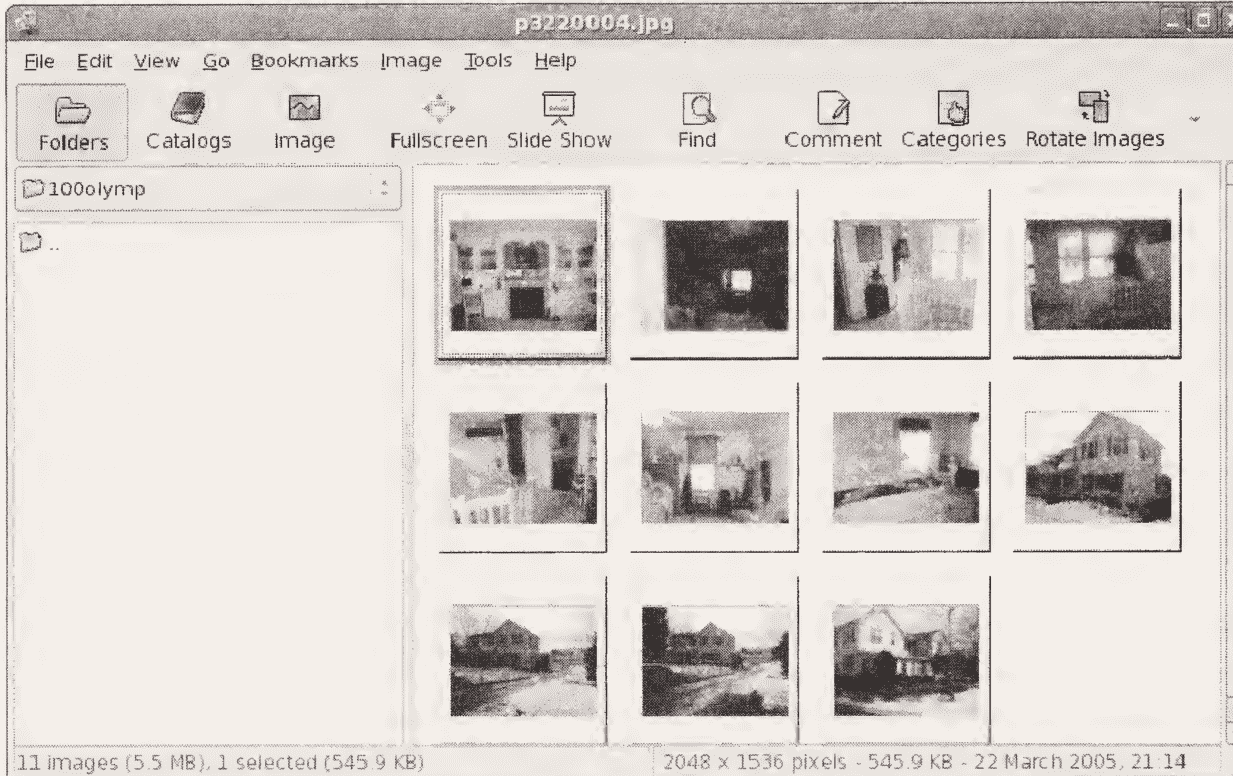 p3220004.jpg
File Edit View Go Bookmarks Image Tools Help
Folders Catalogs Image Fullscreen Slide Show Find Comment Categories Rotate Images
100olymp
..
11 images (5.5 MB), 1 selected (545.9 KB) 2048 x 1536 pixels - 545.9 KB - 22 March 2005, 21:14